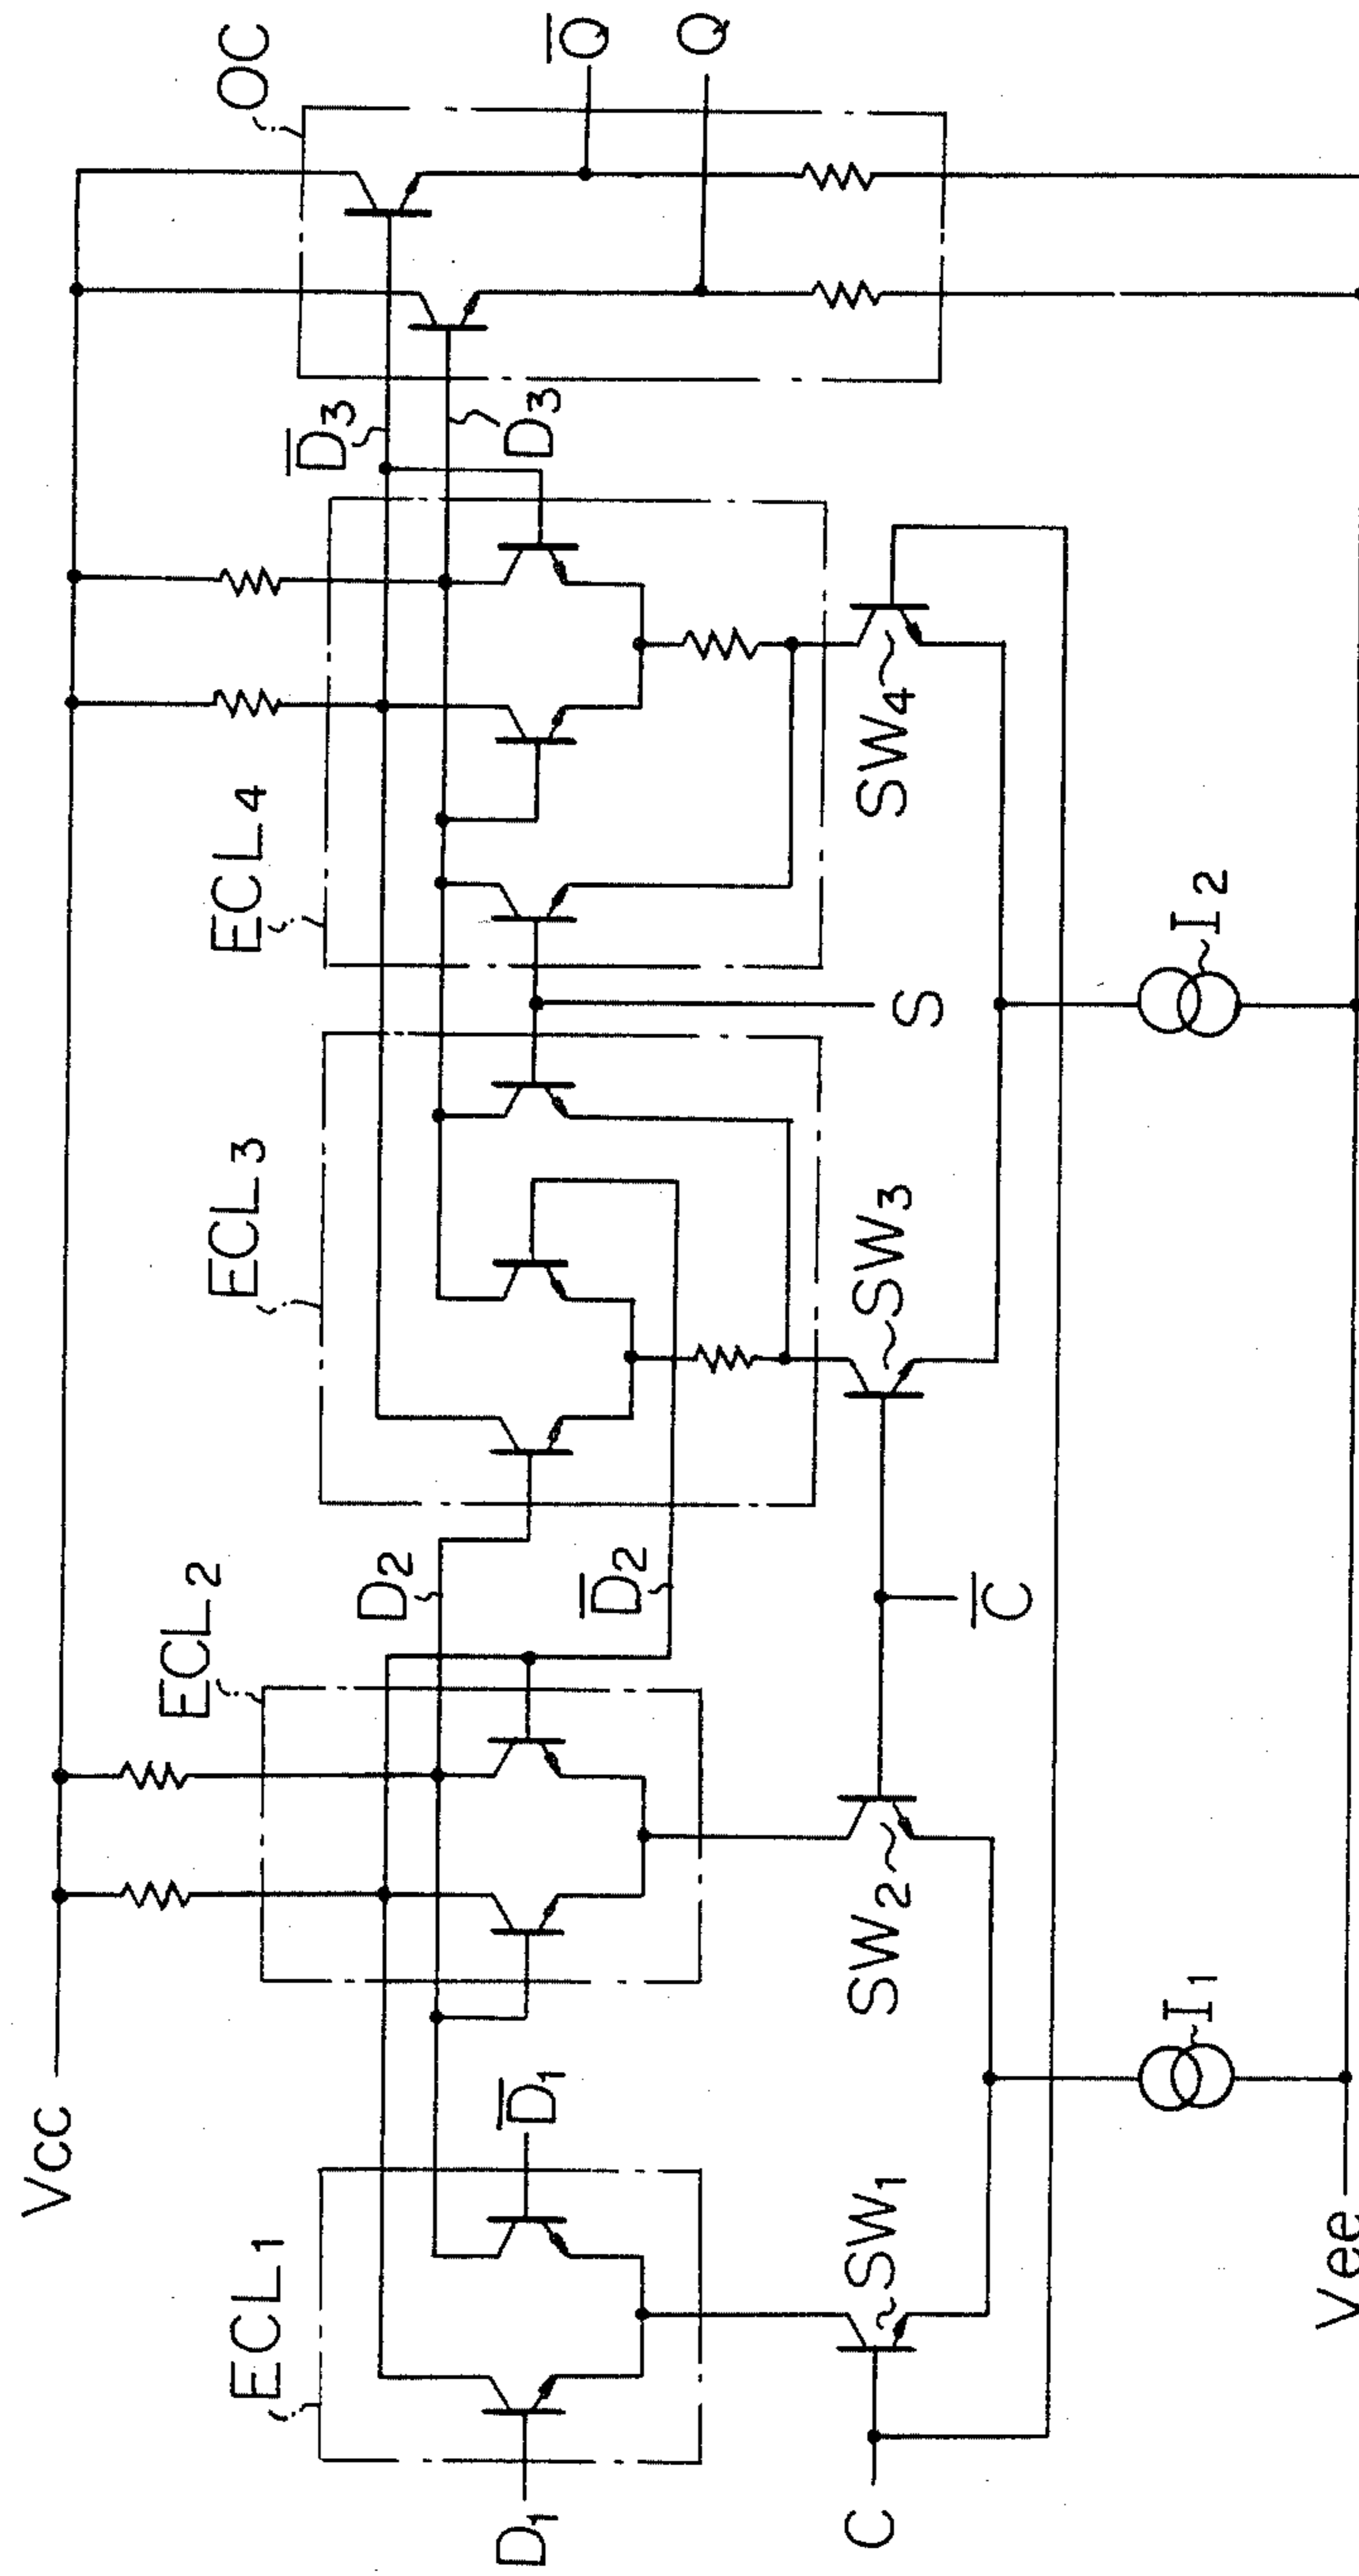 Vcc
ECL1
ECL2
ECL3
ECL4
OC
D1
D̅1
D2
D̅2
D̅3
D3
Q̅
Q
S
C
C̅
SW1
SW2
SW3
SW4
I1
I2
Vee